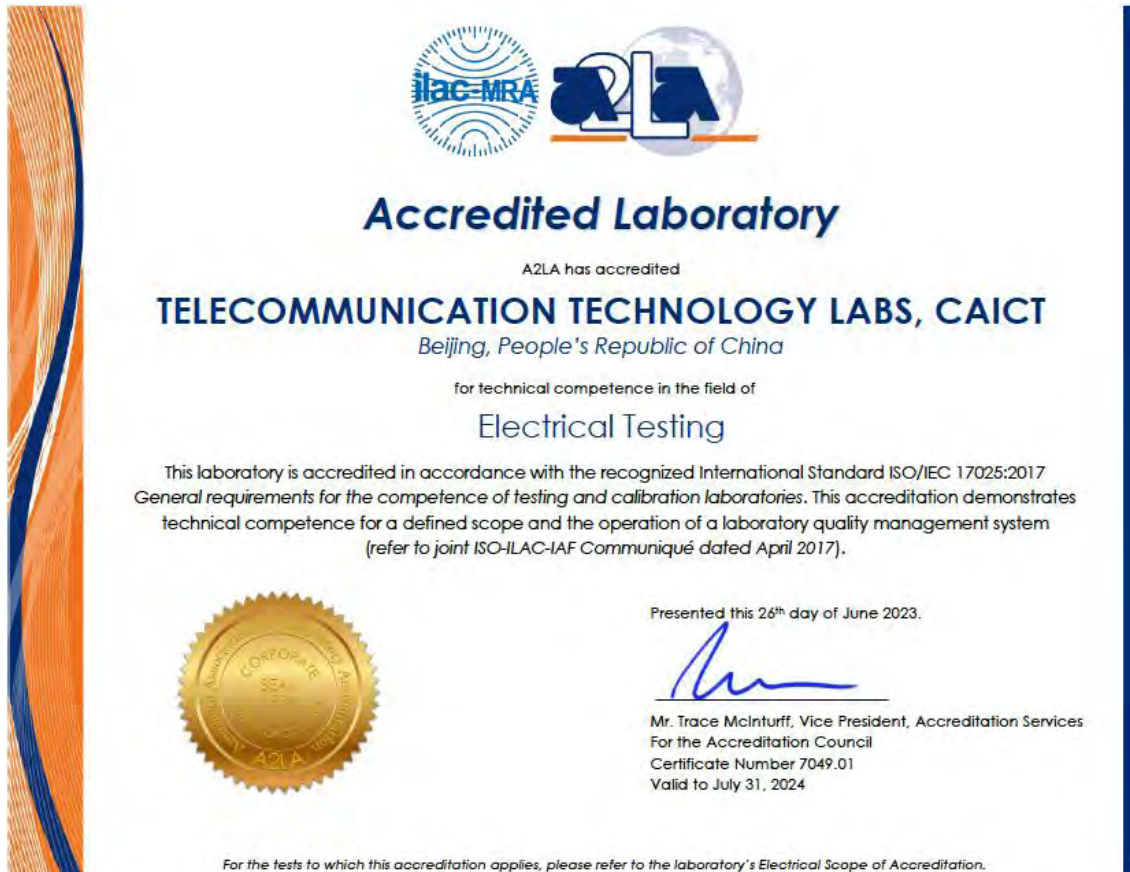 ilac-MRA
A2LA
Accredited Laboratory
A2LA has accredited
TELECOMMUNICATION TECHNOLOGY LABS, CAICT
Beijing, People's Republic of China
for technical competence in the field of
Electrical Testing
This laboratory is accredited in accordance with the recognized International Standard ISO/IEC 17025:2017
General requirements for the competence of testing and calibration laboratories. This accreditation demonstrates
technical competence for a defined scope and the operation of a laboratory quality management system
(refer to joint ISO-ILAC-IAF Communiqué dated April 2017).
CORPORATE
SEAL
A2LA
Presented this 26th day of June 2023.
Mr. Trace McInturff, Vice President, Accreditation Services
For the Accreditation Council
Certificate Number 7049.01
Valid to July 31, 2024
For the tests to which this accreditation applies, please refer to the laboratory's Electrical Scope of Accreditation.